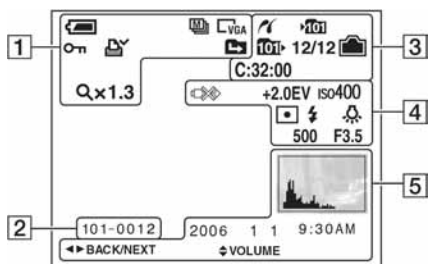 1
M VGA
101
3
101 12/12
C:32:00
×1.3
+2.0EV ISO400
4
500 F3.5
5
2
101-0012
2006 1 1 9:30AM
BACK/NEXT
VOLUME